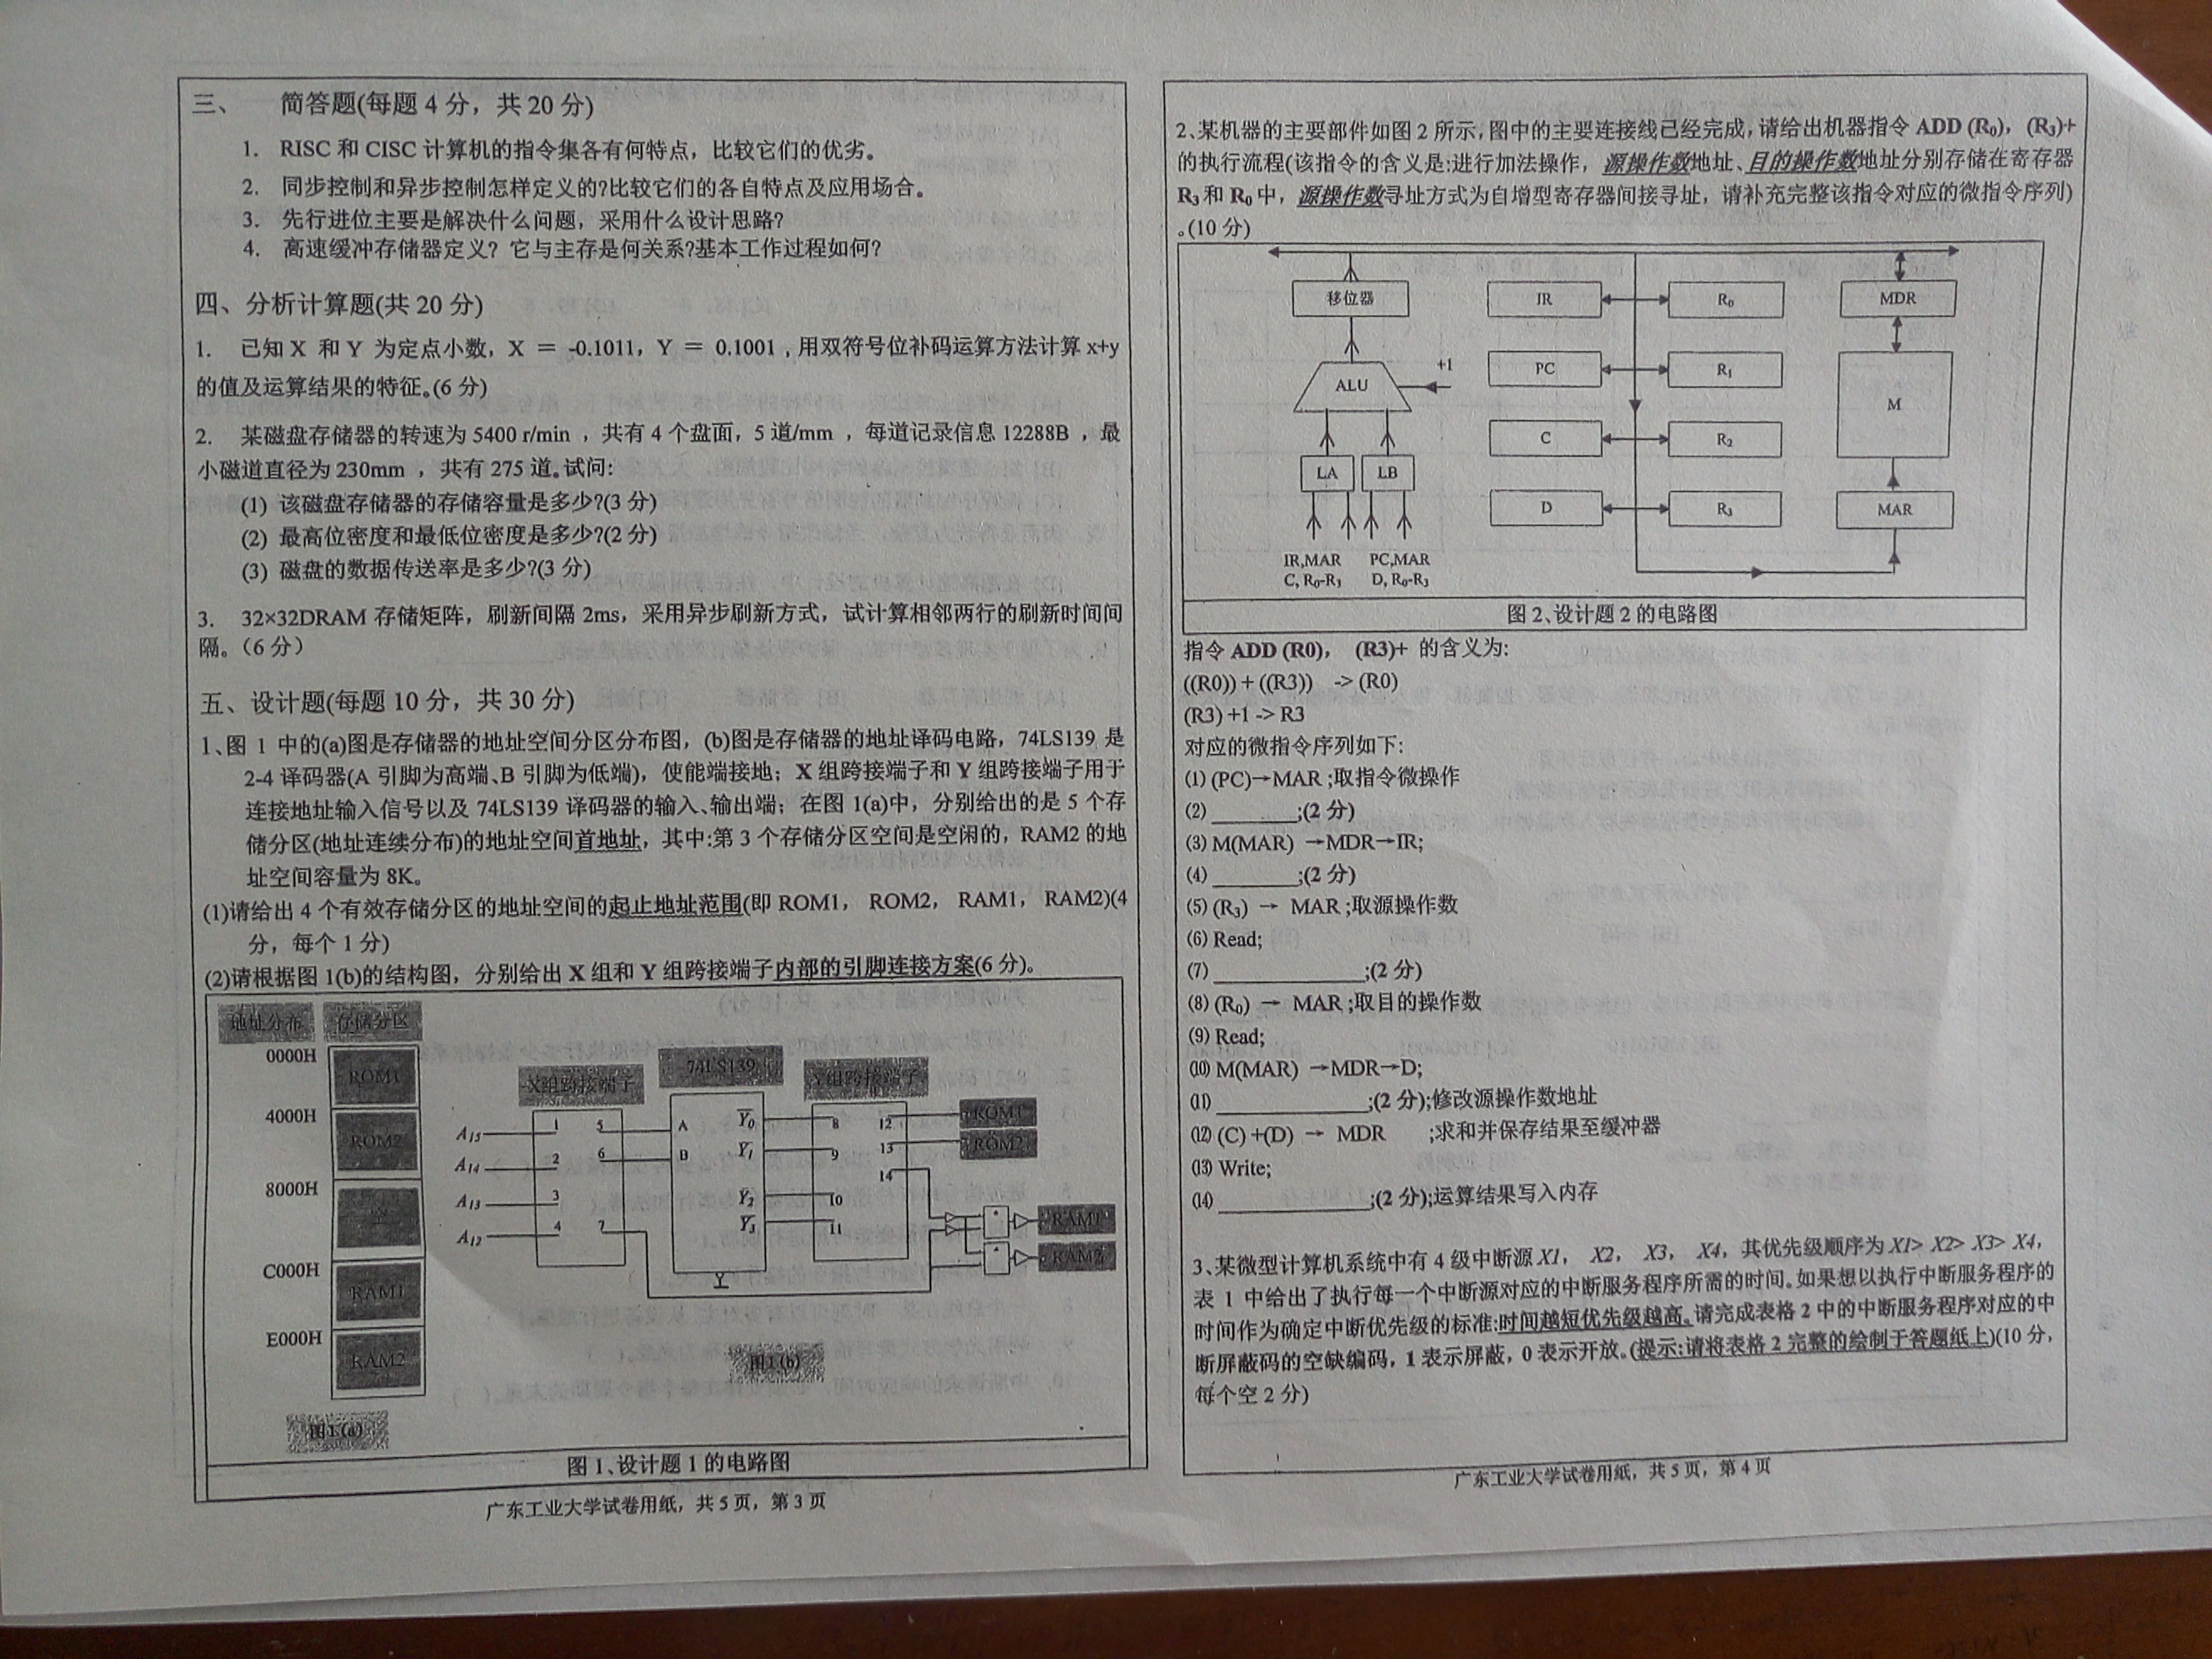 三、 简答题(每题 4 分，共 20 分)
1. RISC 和 CISC 计算机的指令集各有何特点，比较它们的优劣。
2. 同步控制和异步控制怎样定义的?比较它们的各自特点及应用场合。
3. 先行进位主要是解决什么问题，采用什么设计思路?
4. 高速缓冲存储器定义? 它与主存是何关系?基本工作过程如何?
四、分析计算题(共 20 分)
1. 已知 X 和 Y 为定点小数，X = -0.1011，Y = 0.1001，用双符号位补码运算方法计算 x+y
的值及运算结果的特征。(6 分)
2. 某磁盘存储器的转速为 5400 r/min ，共有 4 个盘面，5 道/mm ，每道记录信息 12288B ，最
小磁道直径为 230mm ，共有 275 道。试问:
(1) 该磁盘存储器的存储容量是多少?(3 分)
(2) 最高位密度和最低位密度是多少?(2 分)
(3) 磁盘的数据传送率是多少?(3 分)
3. 32×32DRAM 存储矩阵，刷新间隔 2ms，采用异步刷新方式，试计算相邻两行的刷新时间间
隔。(6 分)
五、设计题(每题 10 分，共 30 分)
1、图 1 中的(a)图是存储器的地址空间分区分布图，(b)图是存储器的地址译码电路，74LS139 是
2-4 译码器(A 引脚为高端、B 引脚为低端)，使能端接地；X 组跨接端子和 Y 组跨接端子用于
连接地址输入信号以及 74LS139 译码器的输入、输出端；在图 1(a)中，分别给出的是 5 个存
储分区(地址连续分布)的地址空间首地址，其中:第 3 个存储分区空间是空闲的，RAM2 的地
址空间容量为 8K。
(1)请给出 4 个有效存储分区的地址空间的起止地址范围(即 ROM1， ROM2， RAM1， RAM2)(4
分，每个 1 分)
(2)请根据图 1(b)的结构图，分别给出 X 组和 Y 组跨接端子内部的引脚连接方案(6 分)。
地址分布 存储分区
0000H ROM1
4000H ROM2
8000H
C000H RAM1
E000H RAM2
图1(a)
X组跨接端子 74LS139 Y组跨接端子
A15 1 5 A Y0 8 12 ROM1
A14 2 6 B Y1 9 13 ROM2
A13 3 Y2 10 14
A12 4 7 Y3 11 RAM1
RAM2
图1(b)
图 1、设计题 1 的电路图
广东工业大学试卷用纸，共 5 页，第 3 页
2、某机器的主要部件如图 2 所示，图中的主要连接线已经完成，请给出机器指令 ADD (R0)，(R3)+
的执行流程(该指令的含义是:进行加法操作，源操作数地址、目的操作数地址分别存储在寄存器
R3 和 R0 中，源操作数寻址方式为自增型寄存器间接寻址，请补充完整该指令对应的微指令序列)
。(10 分)
移位器 IR R0 MDR
ALU +1 PC R1 M
LA LB C R2
D R3 MAR
IR,MAR PC,MAR
C, R0-R3 D, R0-R3
图 2、设计题 2 的电路图
指令 ADD (R0)， (R3)+ 的含义为:
((R0)) + ((R3)) -> (R0)
(R3) +1 -> R3
对应的微指令序列如下:
(1) (PC)→MAR ;取指令微操作
(2) ________;(2 分)
(3) M(MAR) →MDR→IR;
(4) ________;(2 分)
(5) (R3) → MAR ;取源操作数
(6) Read;
(7) ______________;(2 分)
(8) (R0) → MAR ;取目的操作数
(9) Read;
(10) M(MAR) →MDR→D;
(11) ______________;(2 分);修改源操作数地址
(12) (C) +(D) → MDR ;求和并保存结果至缓冲器
(13) Write;
(14) ______________;(2 分);运算结果写入内存
3、某微型计算机系统中有 4 级中断源 X1， X2， X3， X4，其优先级顺序为 X1> X2> X3> X4，
表 1 中给出了执行每一个中断源对应的中断服务程序所需的时间。如果想以执行中断服务程序的
时间作为确定中断优先级的标准:时间越短优先级越高。请完成表格 2 中的中断服务程序对应的中
断屏蔽码的空缺编码，1 表示屏蔽，0 表示开放。(提示:请将表格 2 完整的绘制于答题纸上)(10 分，
每个空 2 分)
广东工业大学试卷用纸，共 5 页，第 4 页